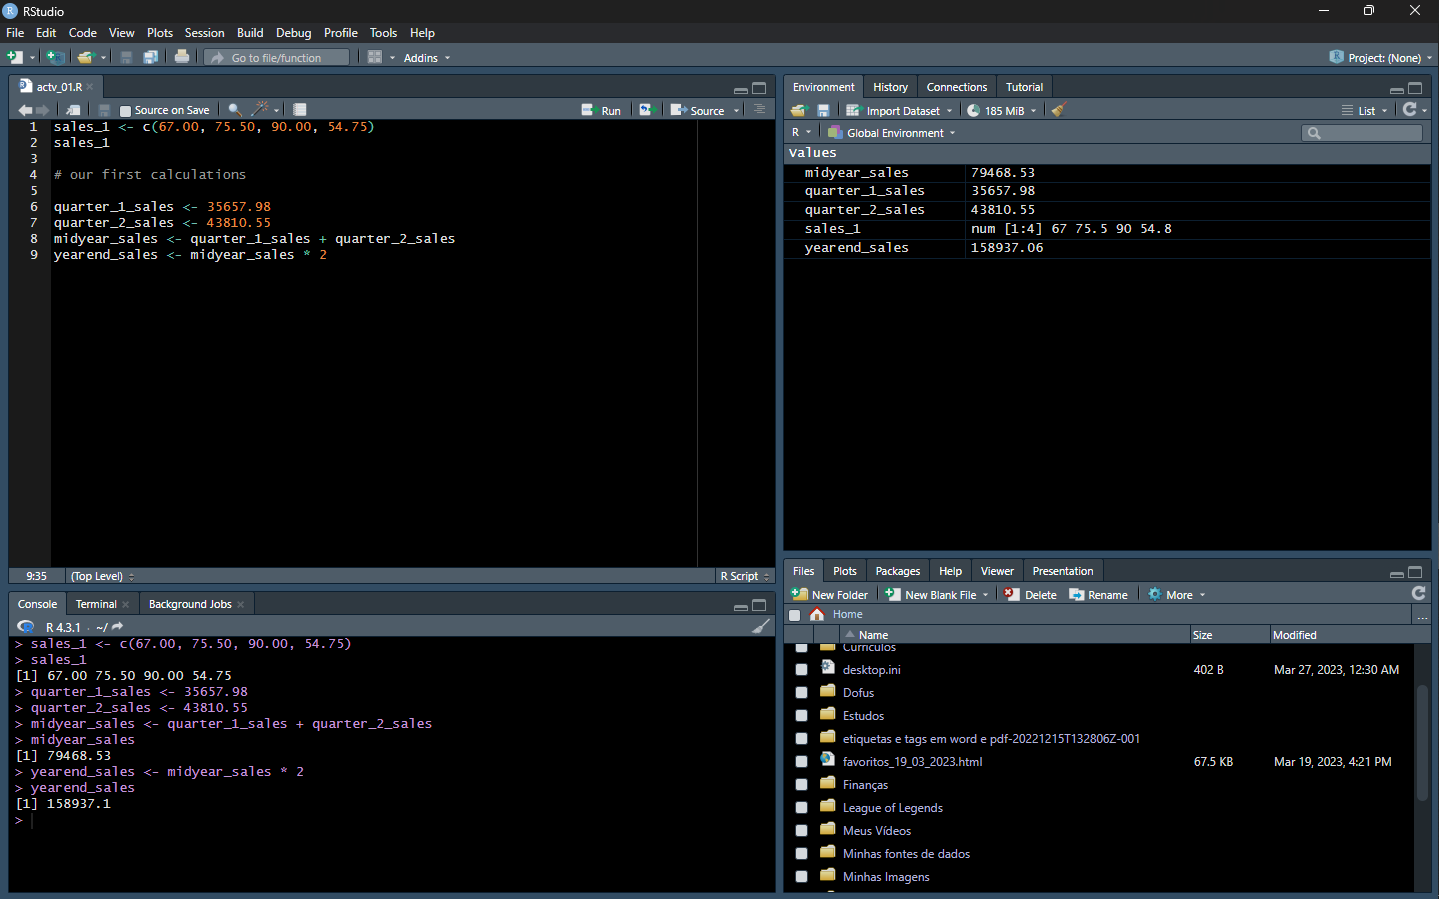 RStudio
File Edit Code View Plots Session Build Debug Profile Tools Help
Go to file/function Addins Project: (None)
actv_01.R
Source on Save Run Source
1 sales_1 <- c(67.00, 75.50, 90.00, 54.75)
2 sales_1
3
4 # our first calculations
5
6 quarter_1_sales <- 35657.98
7 quarter_2_sales <- 43810.55
8 midyear_sales <- quarter_1_sales + quarter_2_sales
9 yearend_sales <- midyear_sales * 2
9:35 (Top Level) R Script
Console Terminal Background Jobs
R 4.3.1 · ~/
> sales_1 <- c(67.00, 75.50, 90.00, 54.75)
> sales_1
[1] 67.00 75.50 90.00 54.75
> quarter_1_sales <- 35657.98
> quarter_2_sales <- 43810.55
> midyear_sales <- quarter_1_sales + quarter_2_sales
> midyear_sales
[1] 79468.53
> yearend_sales <- midyear_sales * 2
> yearend_sales
[1] 158937.1
>
Environment History Connections Tutorial
Import Dataset 185 MiB List
R Global Environment
Values
midyear_sales 79468.53
quarter_1_sales 35657.98
quarter_2_sales 43810.55
sales_1 num [1:4] 67 75.5 90 54.8
yearend_sales 158937.06
Files Plots Packages Help Viewer Presentation
New Folder New Blank File Delete Rename More
Home ...
Name Size Modified
Currículos
desktop.ini 402 B Mar 27, 2023, 12:30 AM
Dofus
Estudos
etiquetas e tags em word e pdf-20221215T132806Z-001
favoritos_19_03_2023.html 67.5 KB Mar 19, 2023, 4:21 PM
Finanças
League of Legends
Meus Vídeos
Minhas fontes de dados
Minhas Imagens